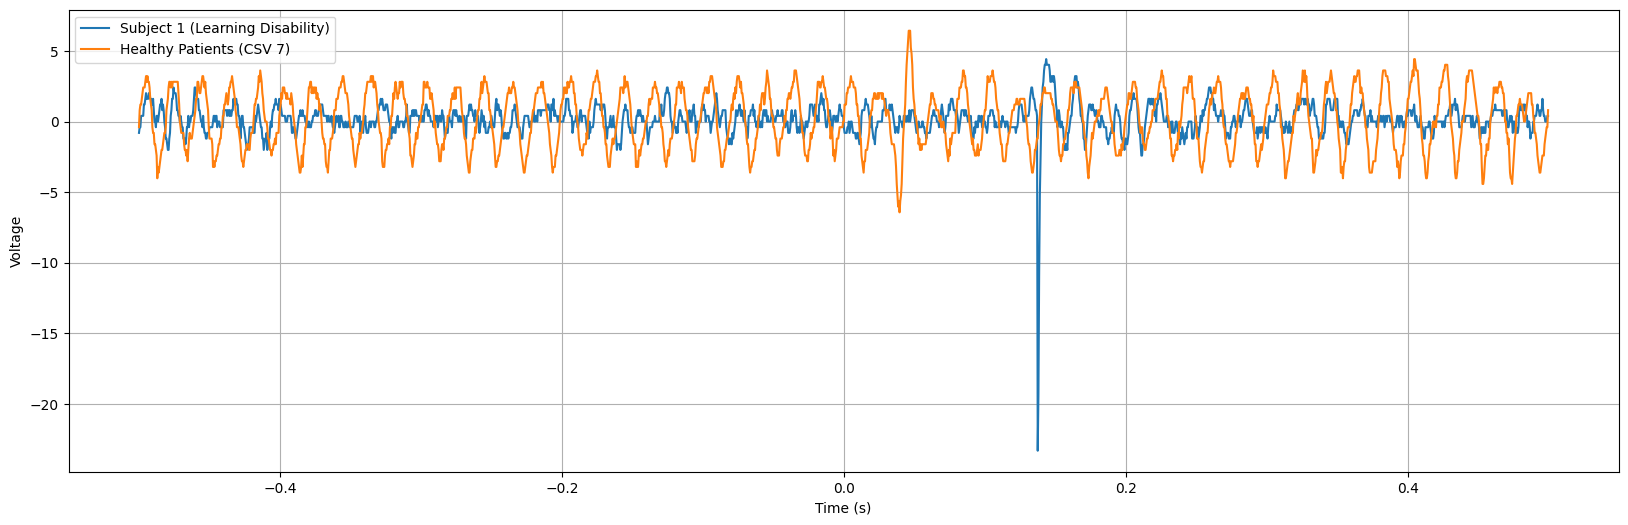 Subject 1 (Learning Disability)
Healthy Patients (CSV 7)
Voltage
5
0
−5
−10
−15
−20
−0.4
−0.2
0.0
0.2
0.4
Time (s)